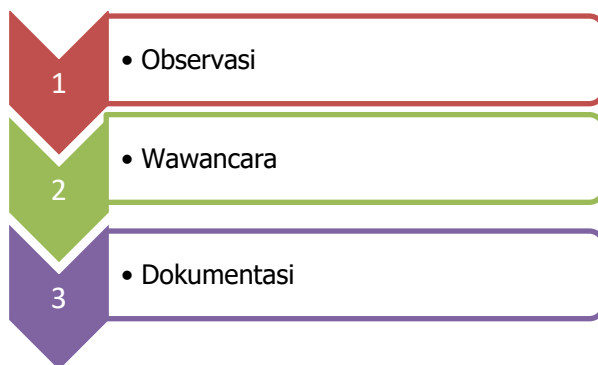 1
• Observasi
2
• Wawancara
3
• Dokumentasi